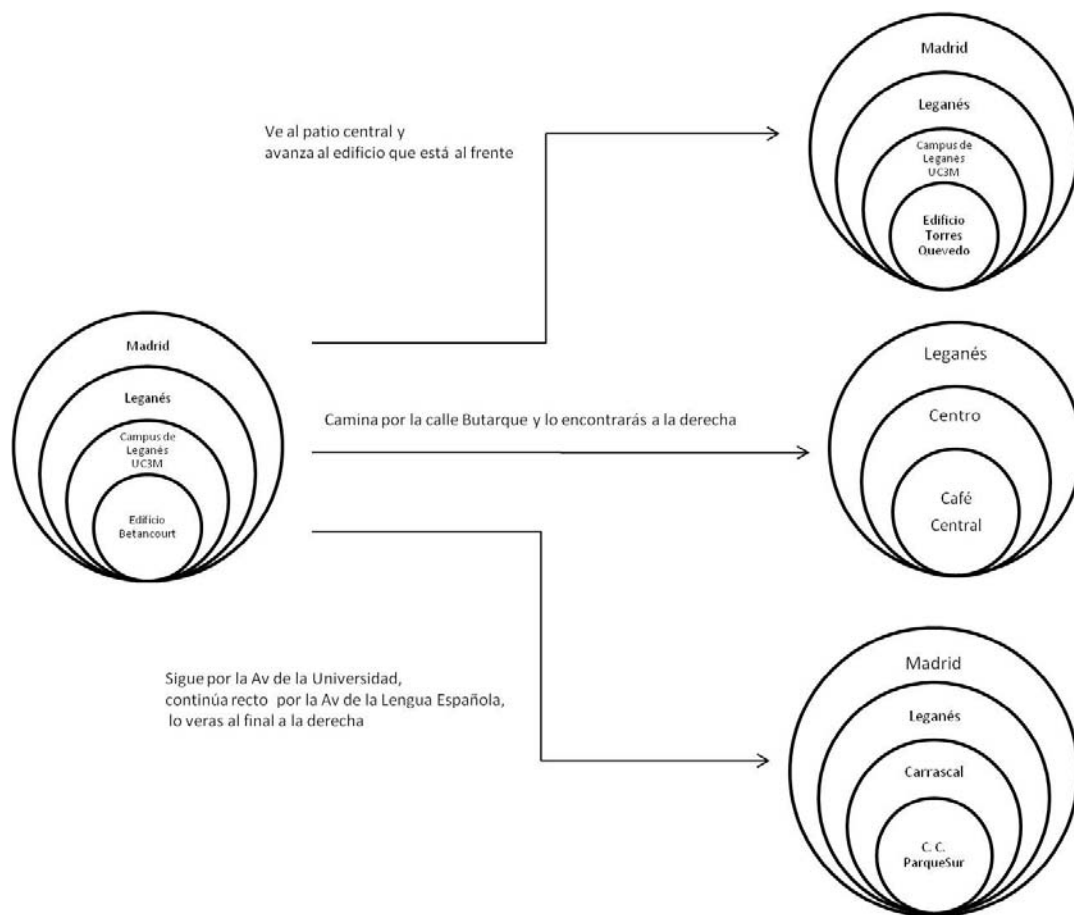 Madrid
Leganés
Campus de
Leganés
UC3M
Edificio
Torres
Quevedo
Ve al patio central y
avanza al edificio que está al frente
Madrid
Leganés
Campus de
Leganés
UC3M
Edificio
Betancourt
Camina por la calle Butarque y lo encontrarás a la derecha
Leganés
Centro
Café
Central
Sigue por la Av de la Universidad,
continúa recto por la Av de la Lengua Española,
lo veras al final a la derecha
Madrid
Leganés
Carrascal
C. C.
ParqueSur